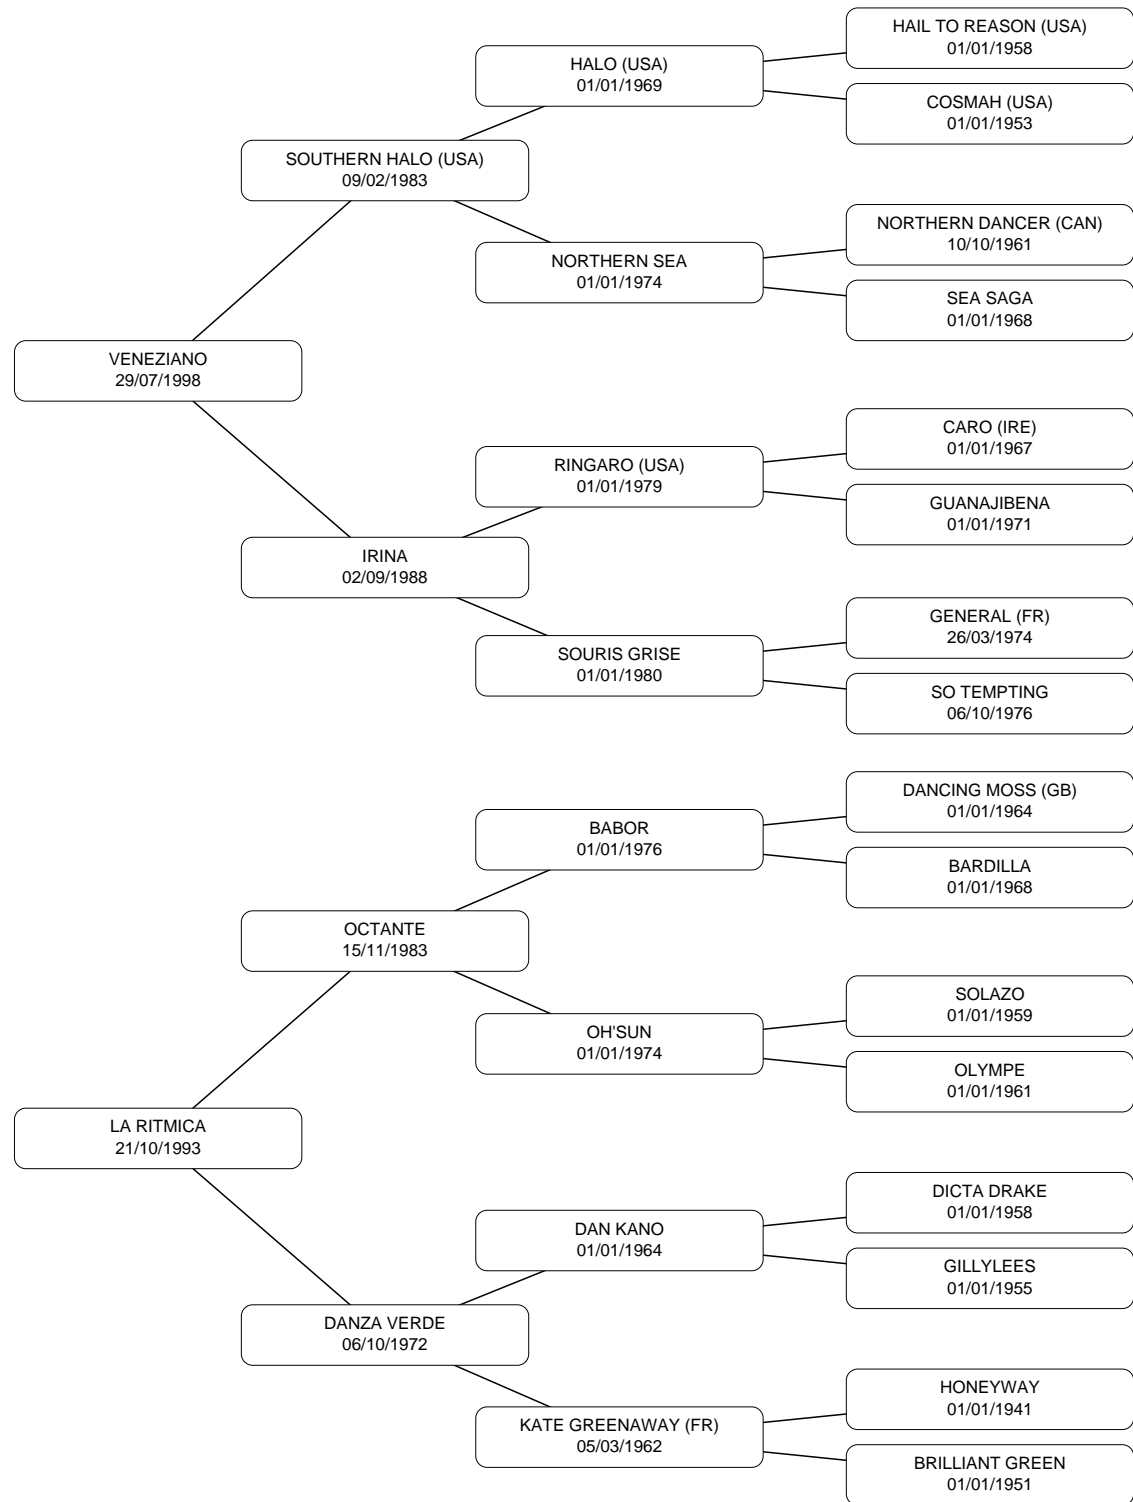 HAIL TO REASON (USA)
01/01/1958
HALO (USA)
01/01/1969
COSMAH (USA)
01/01/1953
SOUTHERN HALO (USA)
09/02/1983
NORTHERN DANCER (CAN)
10/10/1961
NORTHERN SEA
01/01/1974
SEA SAGA
01/01/1968
VENEZIANO
29/07/1998
CARO (IRE)
01/01/1967
RINGARO (USA)
01/01/1979
GUANAJIBENA
01/01/1971
IRINA
02/09/1988
GENERAL (FR)
26/03/1974
SOURIS GRISE
01/01/1980
SO TEMPTING
06/10/1976
DANCING MOSS (GB)
01/01/1964
BABOR
01/01/1976
BARDILLA
01/01/1968
OCTANTE
15/11/1983
SOLAZO
01/01/1959
OH'SUN
01/01/1974
OLYMPE
01/01/1961
LA RITMICA
21/10/1993
DICTA DRAKE
01/01/1958
DAN KANO
01/01/1964
GILLYLEES
01/01/1955
DANZA VERDE
06/10/1972
HONEYWAY
01/01/1941
KATE GREENAWAY (FR)
05/03/1962
BRILLIANT GREEN
01/01/1951